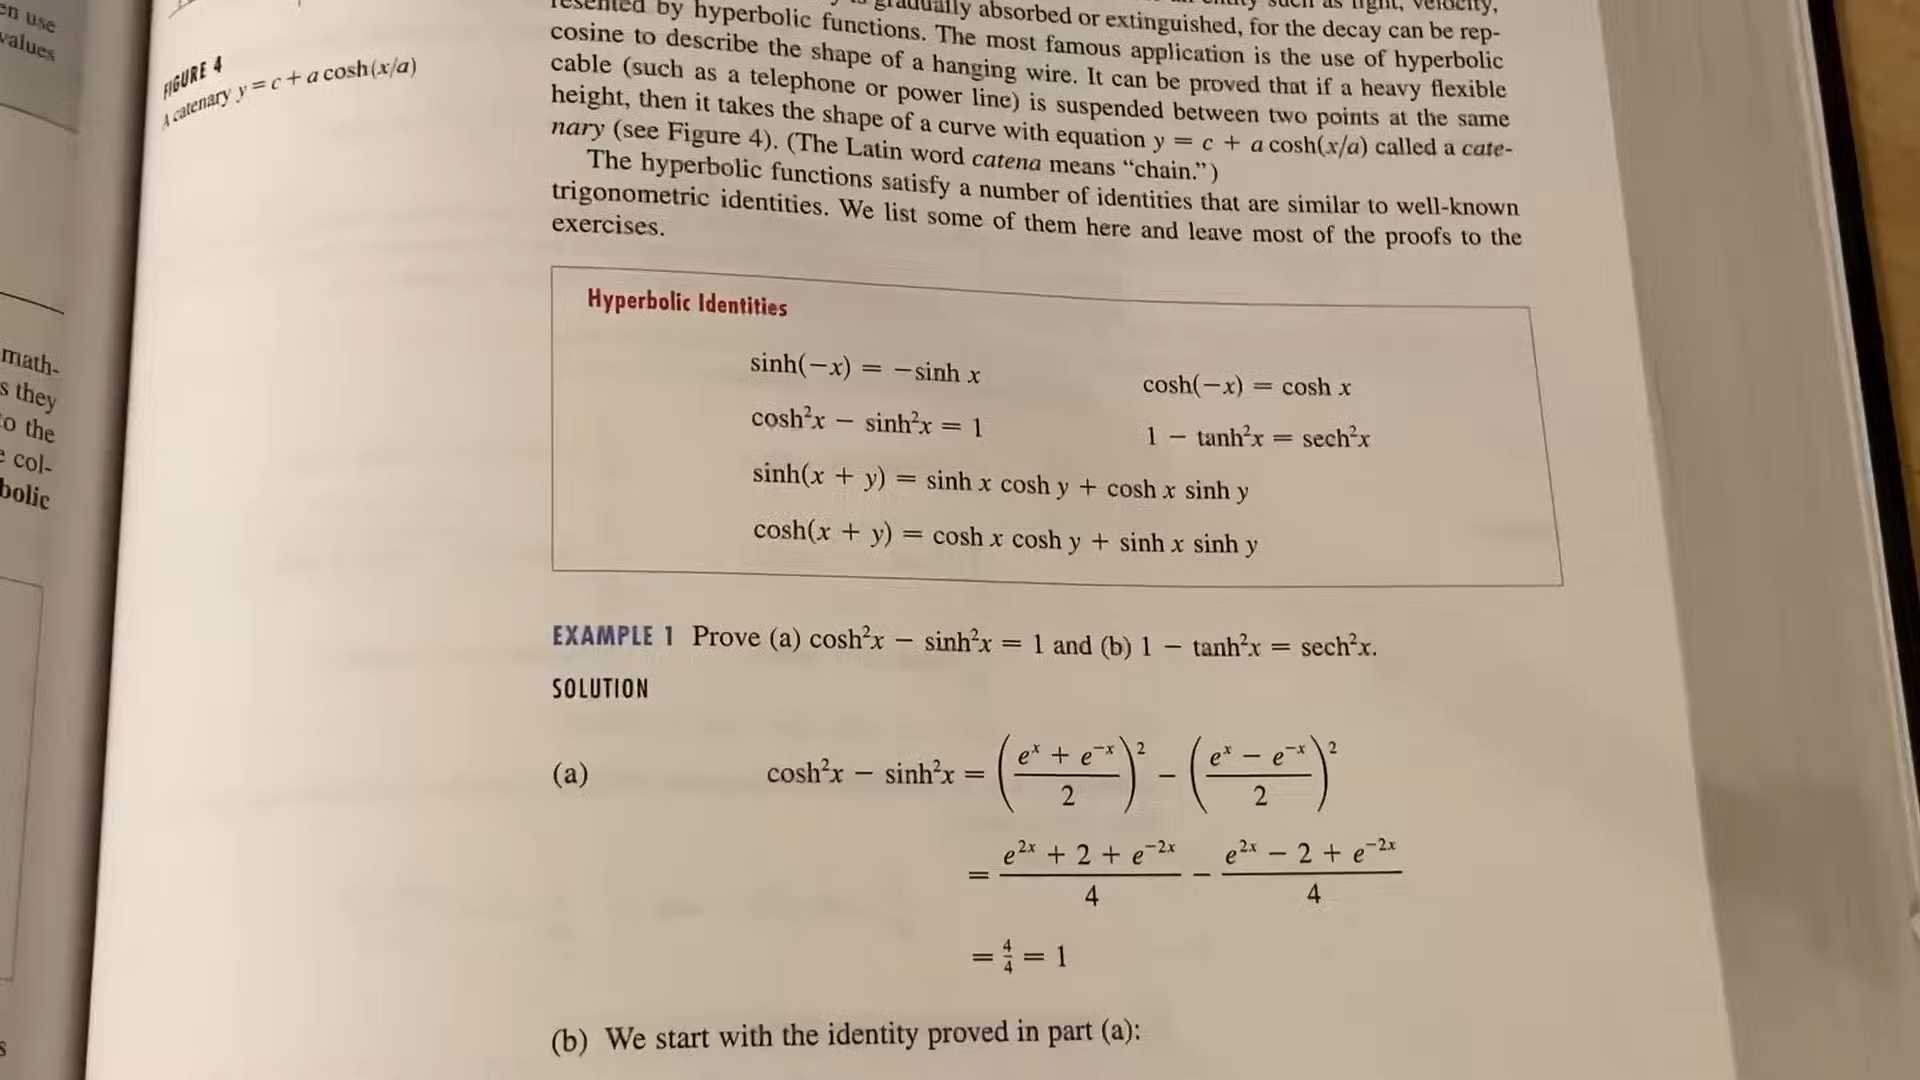 en use
values
FIGURE 4
A catenary y = c + a cosh(x/a)
math-
s they
to the
e col-
bolic
gradually absorbed or extinguished, for the decay can be rep-
resented by hyperbolic functions. The most famous application is the use of hyperbolic
cosine to describe the shape of a hanging wire. It can be proved that if a heavy flexible
cable (such as a telephone or power line) is suspended between two points at the same
height, then it takes the shape of a curve with equation y = c + a cosh(x/a) called a cate-
nary (see Figure 4). (The Latin word catena means “chain.”)
The hyperbolic functions satisfy a number of identities that are similar to well-known
trigonometric identities. We list some of them here and leave most of the proofs to the
exercises.
Hyperbolic Identities
sinh(−x) = −sinh x cosh(−x) = cosh x
cosh²x − sinh²x = 1 1 − tanh²x = sech²x
sinh(x + y) = sinh x cosh y + cosh x sinh y
cosh(x + y) = cosh x cosh y + sinh x sinh y
EXAMPLE 1 Prove (a) cosh²x − sinh²x = 1 and (b) 1 − tanh²x = sech²x.
SOLUTION
(a) cosh²x − sinh²x = ((eˣ + e⁻ˣ)/2)² − ((eˣ − e⁻ˣ)/2)²
= (e²ˣ + 2 + e⁻²ˣ)/4 − (e²ˣ − 2 + e⁻²ˣ)/4
= 4/4 = 1
(b) We start with the identity proved in part (a):